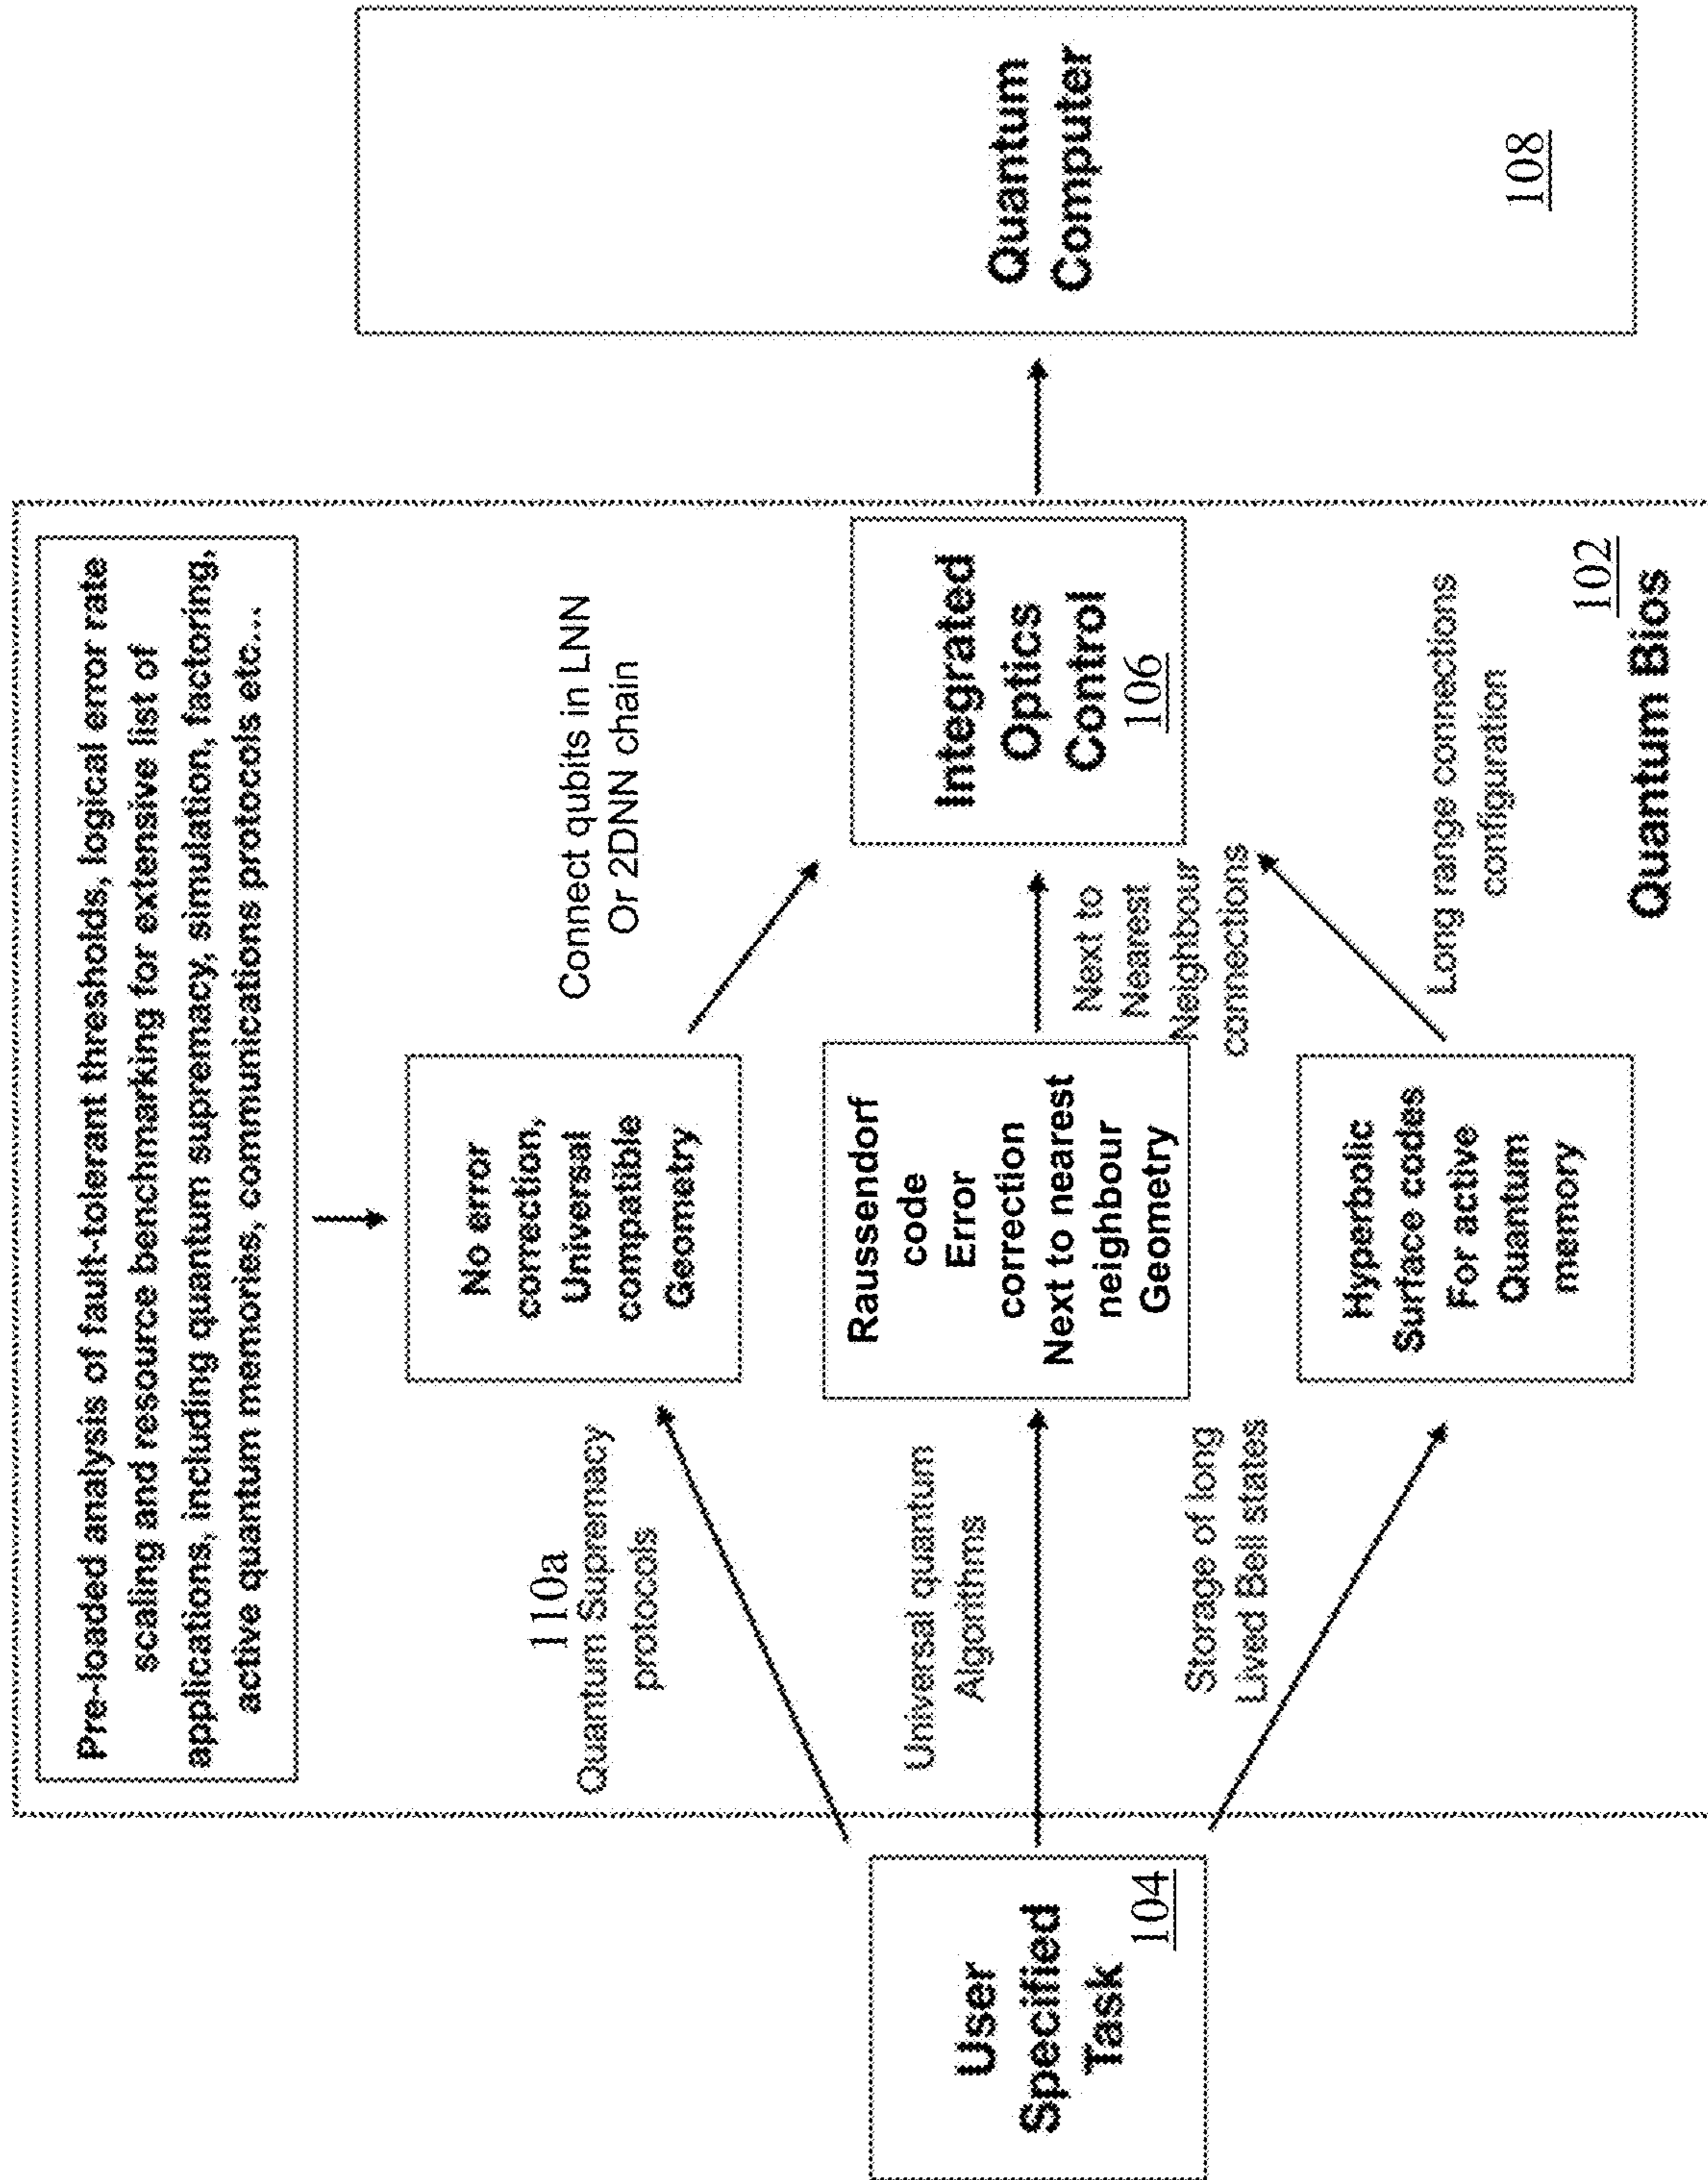 Pre-loaded analysis of fault-tolerant thresholds, logical error rate
scaling and resource benchmarking for extensive list of
applications, including quantum supremacy, simulation, factoring,
active quantum memories, communications protocols etc...
User
Specified
Task
104
110a
Quantum Supremacy
protocols
Universal quantum
Algorithms
Storage of long
Lived Bell states
No error
correction,
Universal
compatible
Geometry
Raussendorf
code
Error
correction
Next to nearest
neighbour
Geometry
Hyperbolic
Surface codes
For active
Quantum
memory
Connect qubits in LNN
Or 2DNN chain
Next to
Nearest
Neighbour
connections
Long range connections
configuration
Integrated
Optics
Control
106
102
Quantum Bios
Quantum
Computer
108